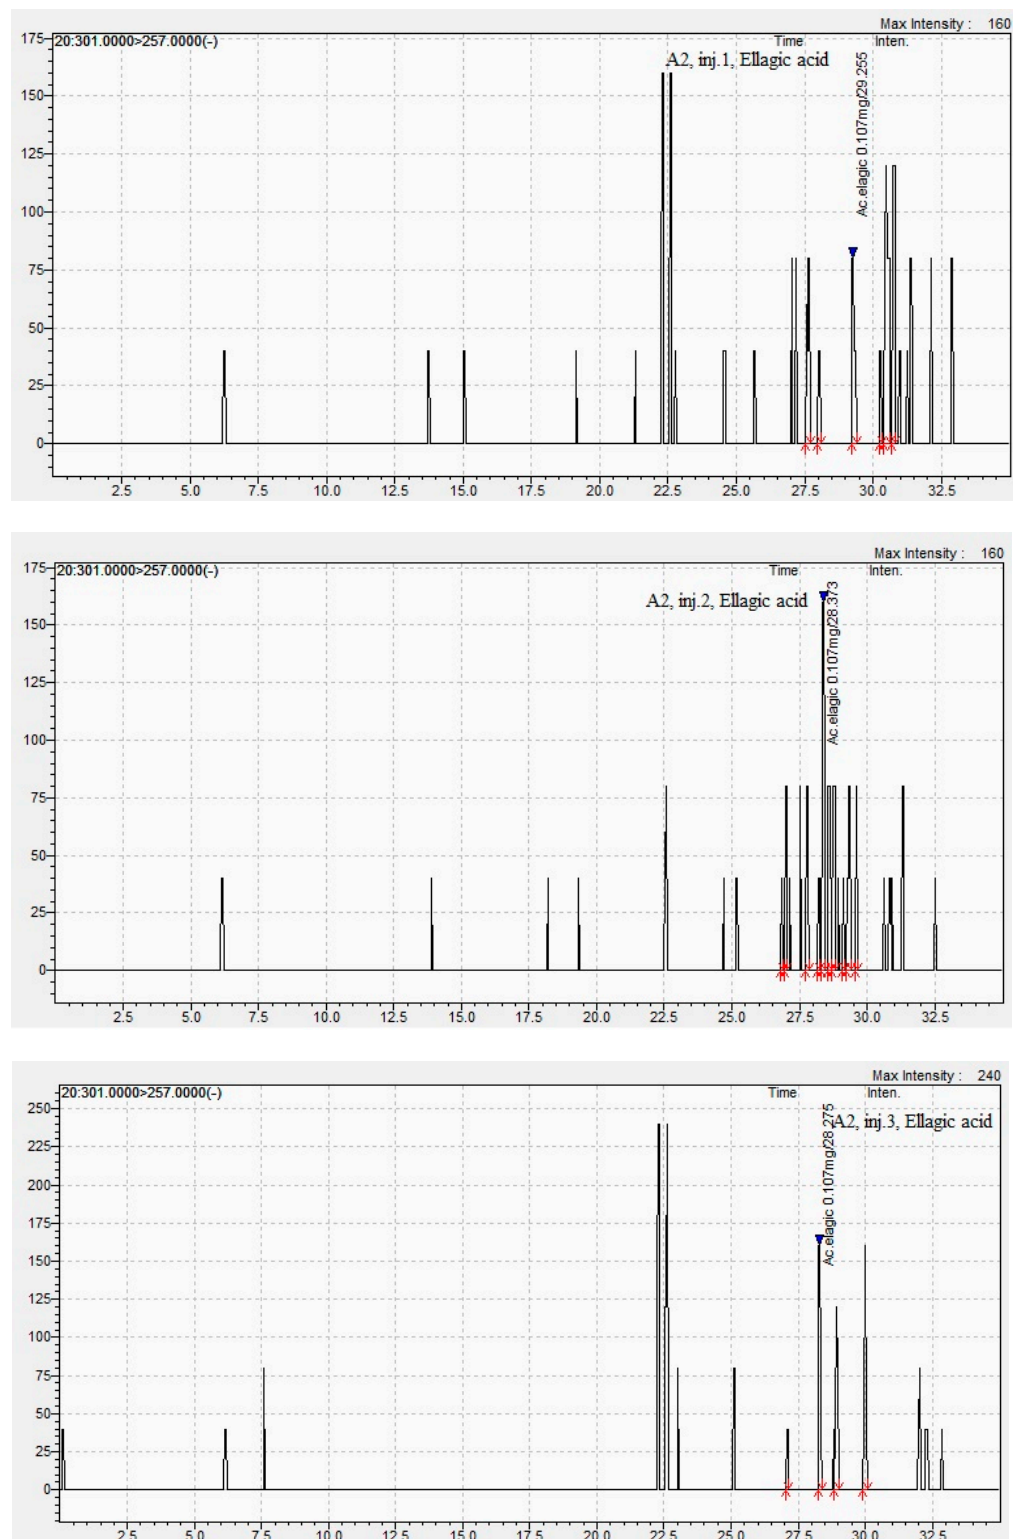 Max Intensity : 160
20:301.0000>257.0000(-) Time Inten.
A2, inj.1, Ellagic acid
Ac.elagic 0.107mg/29.255
175
150
125
100
75
50
25
0
2.5 5.0 7.5 10.0 12.5 15.0 17.5 20.0 22.5 25.0 27.5 30.0 32.5
Max Intensity : 160
20:301.0000>257.0000(-) Time Inten.
A2, inj.2, Ellagic acid
Ac.elagic 0.107mg/28.373
175
150
125
100
75
50
25
0
2.5 5.0 7.5 10.0 12.5 15.0 17.5 20.0 22.5 25.0 27.5 30.0 32.5
Max Intensity : 240
20:301.0000>257.0000(-) Time Inten.
A2, inj.3, Ellagic acid
Ac.elagic 0.107mg/28.275
250
225
200
175
150
125
100
75
50
25
0
2.5 5.0 7.5 10.0 12.5 15.0 17.5 20.0 22.5 25.0 27.5 30.0 32.5